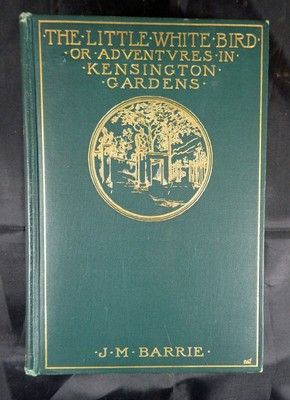 THE·LITTLE·WHITE·BIRD·
OR·ADVENTVRES·IN·
·KENSINGTON·
GARDENS·
·J·M·BARRIE·